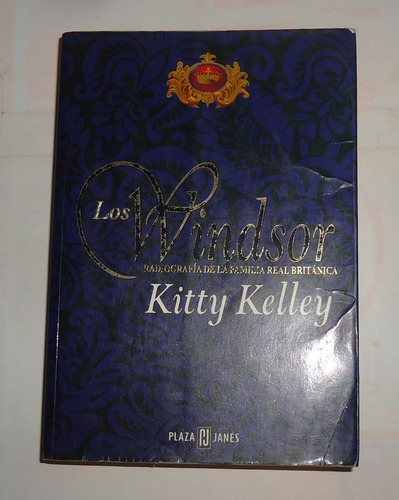 Los Windsor
RADIOGRAFÍA DE LA FAMILIA REAL BRITÁNICA
Kitty Kelley
PLAZA JANÉS